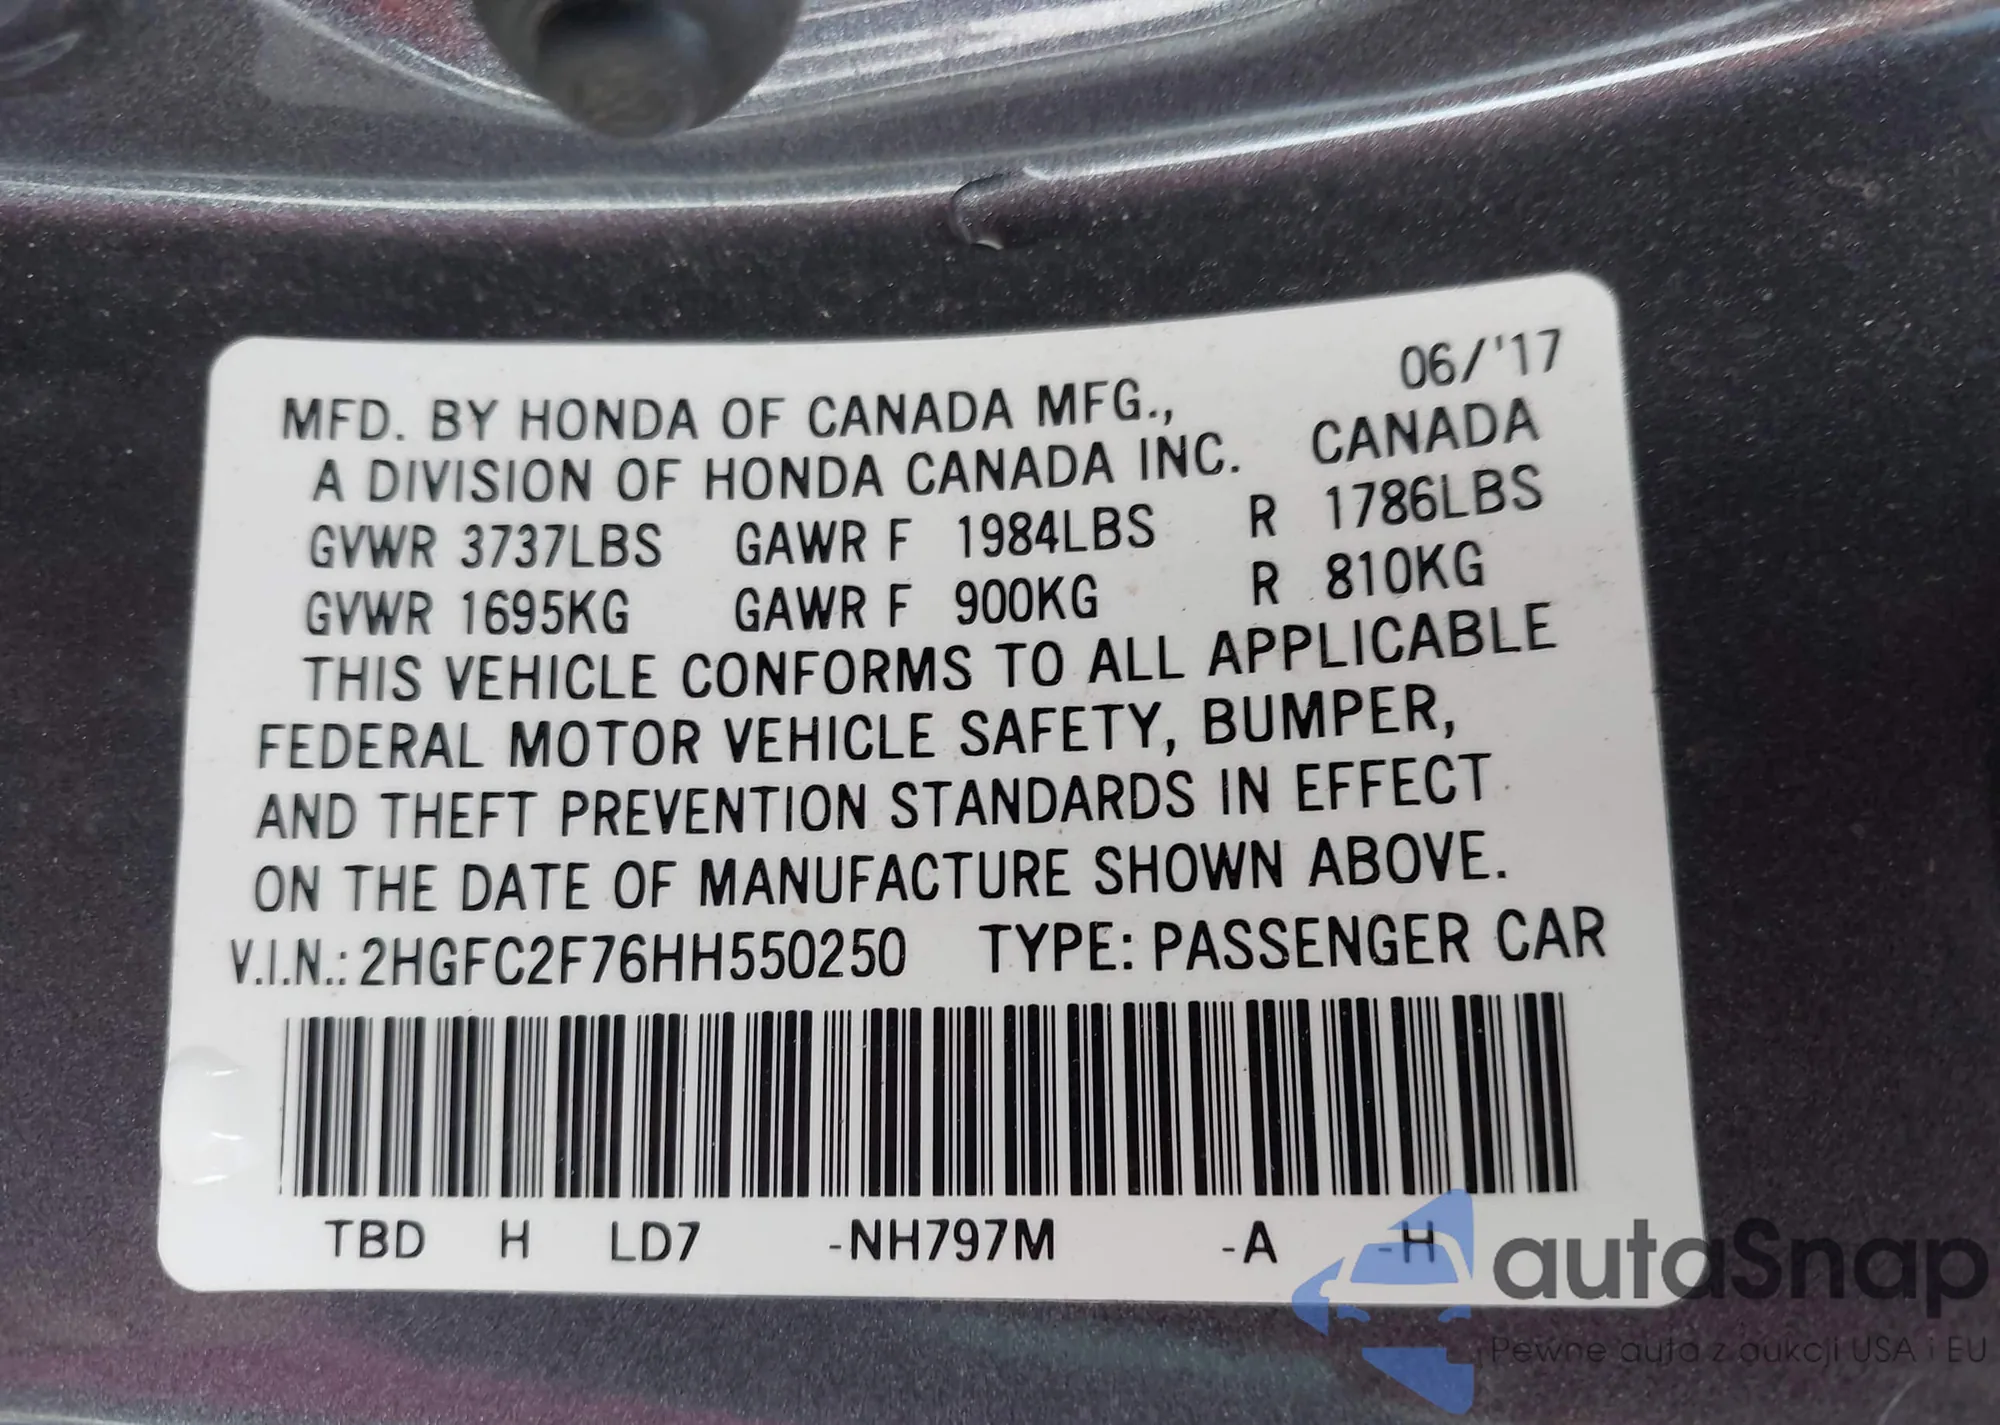 06/'17
MFD. BY HONDA OF CANADA MFG.,
A DIVISION OF HONDA CANADA INC. CANADA
GVWR 3737LBS GAWR F 1984LBS R 1786LBS
GVWR 1695KG GAWR F 900KG R 810KG
THIS VEHICLE CONFORMS TO ALL APPLICABLE
FEDERAL MOTOR VEHICLE SAFETY, BUMPER,
AND THEFT PREVENTION STANDARDS IN EFFECT
ON THE DATE OF MANUFACTURE SHOWN ABOVE.
V.I.N.: 2HGFC2F76HH550250 TYPE: PASSENGER CAR
TBD H LD7 -NH797M -A -H
autaSnap
Pewne auta z aukcji USA i EU